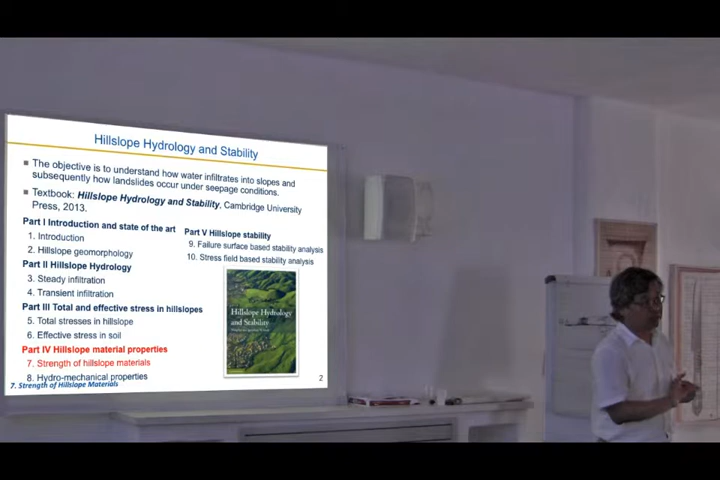 Hillslope Hydrology and Stability
The objective is to understand how water infiltrates into slopes and
subsequently how landslides occur under seepage conditions.
Textbook: Hillslope Hydrology and Stability, Cambridge University
Press, 2013.
Part I Introduction and state of the art
1. Introduction
2. Hillslope geomorphology
Part II Hillslope Hydrology
3. Steady infiltration
4. Transient infiltration
Part III Total and effective stress in hillslopes
5. Total stresses in hillslope
6. Effective stress in soil
Part IV Hillslope material properties
7. Strength of hillslope materials
8. Hydro-mechanical properties
Part V Hillslope stability
9. Failure surface based stability analysis
10. Stress field based stability analysis
Hillslope Hydrology
and Stability
7. Strength of Hillslope Materials
2